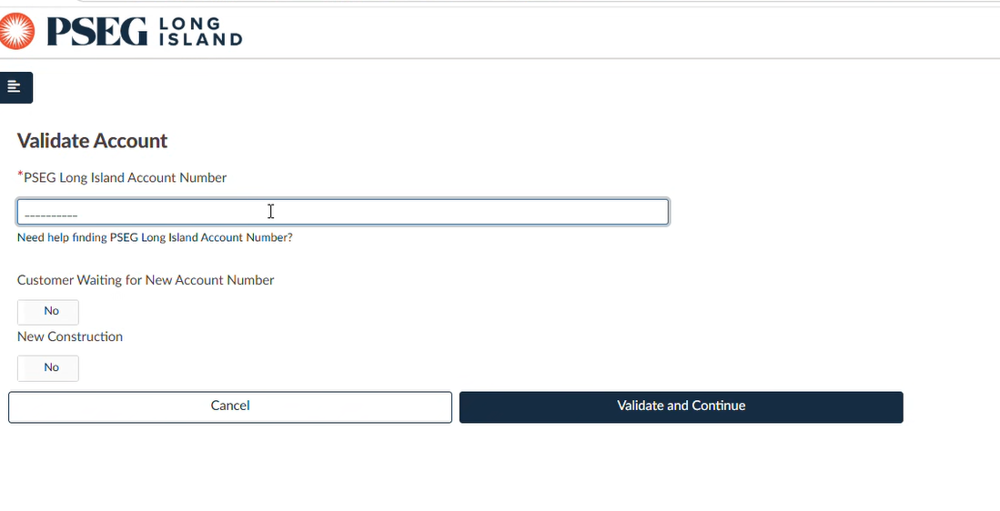 PSEG LONG
ISLAND
Validate Account
*PSEG Long Island Account Number
__________
Need help finding PSEG Long Island Account Number?
Customer Waiting for New Account Number
No
New Construction
No
Cancel
Validate and Continue